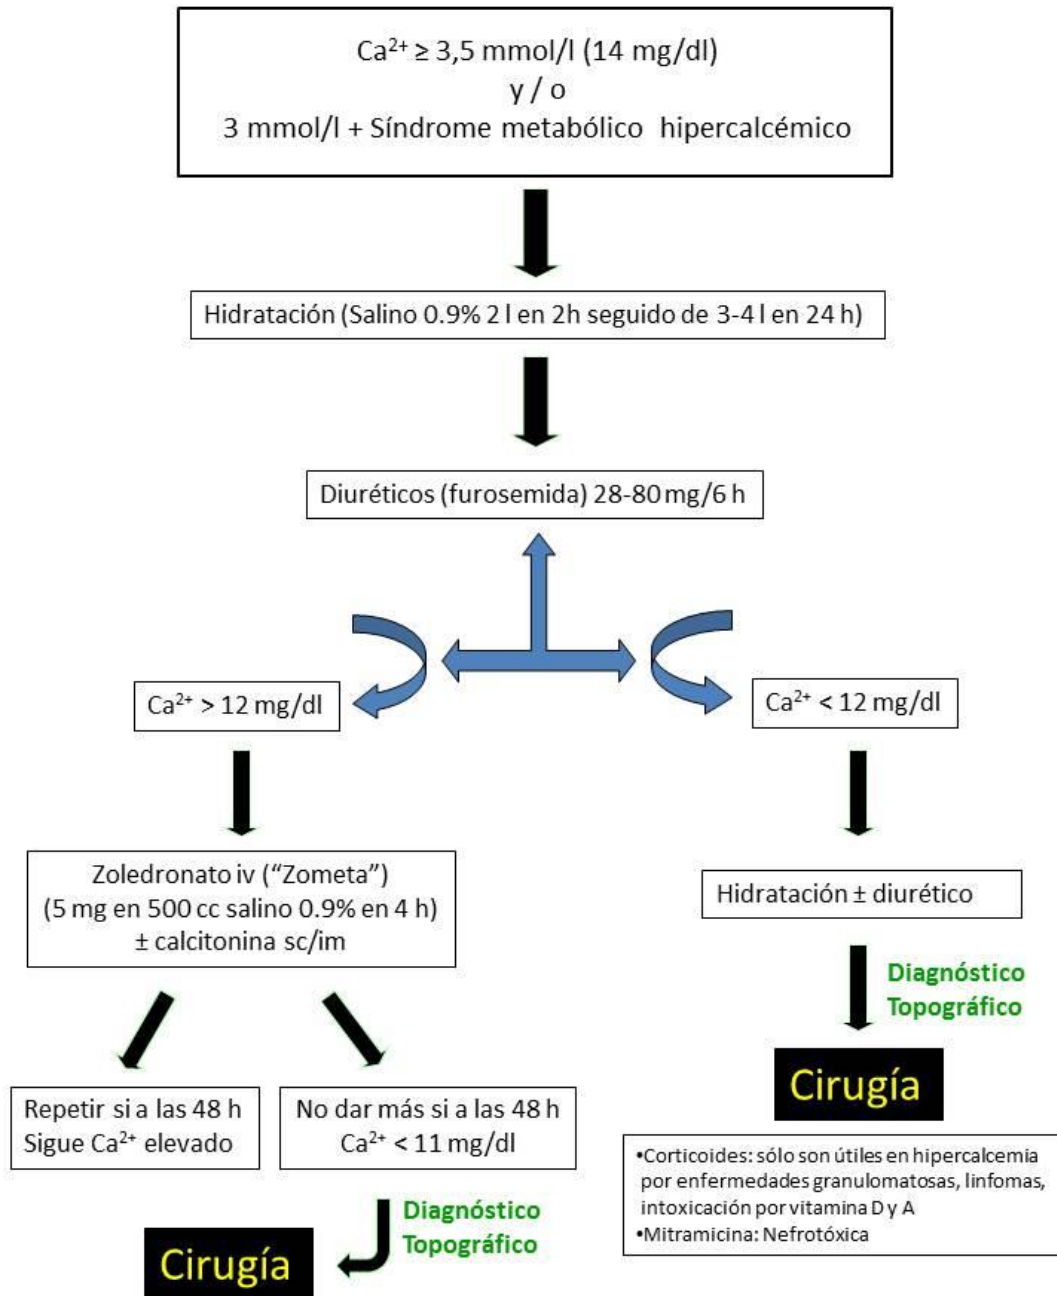 Ca²⁺ ≥ 3,5 mmol/l (14 mg/dl)
y / o
3 mmol/l + Síndrome metabólico hipercalcémico
Hidratación (Salino 0.9% 2 l en 2h seguido de 3-4 l en 24 h)
Diuréticos (furosemida) 28-80 mg/6 h
Ca²⁺ > 12 mg/dl
Ca²⁺ < 12 mg/dl
Zoledronato iv (“Zometa”)
(5 mg en 500 cc salino 0.9% en 4 h)
± calcitonina sc/im
Hidratación ± diurético
Diagnóstico
Topográfico
Cirugía
Repetir si a las 48 h
Sigue Ca²⁺ elevado
No dar más si a las 48 h
Ca²⁺ < 11 mg/dl
•Corticoides: sólo son útiles en hipercalcemia
por enfermedades granulomatosas, linfomas,
intoxicación por vitamina D y A
•Mitramicina: Nefrotóxica
Diagnóstico
Topográfico
Cirugía